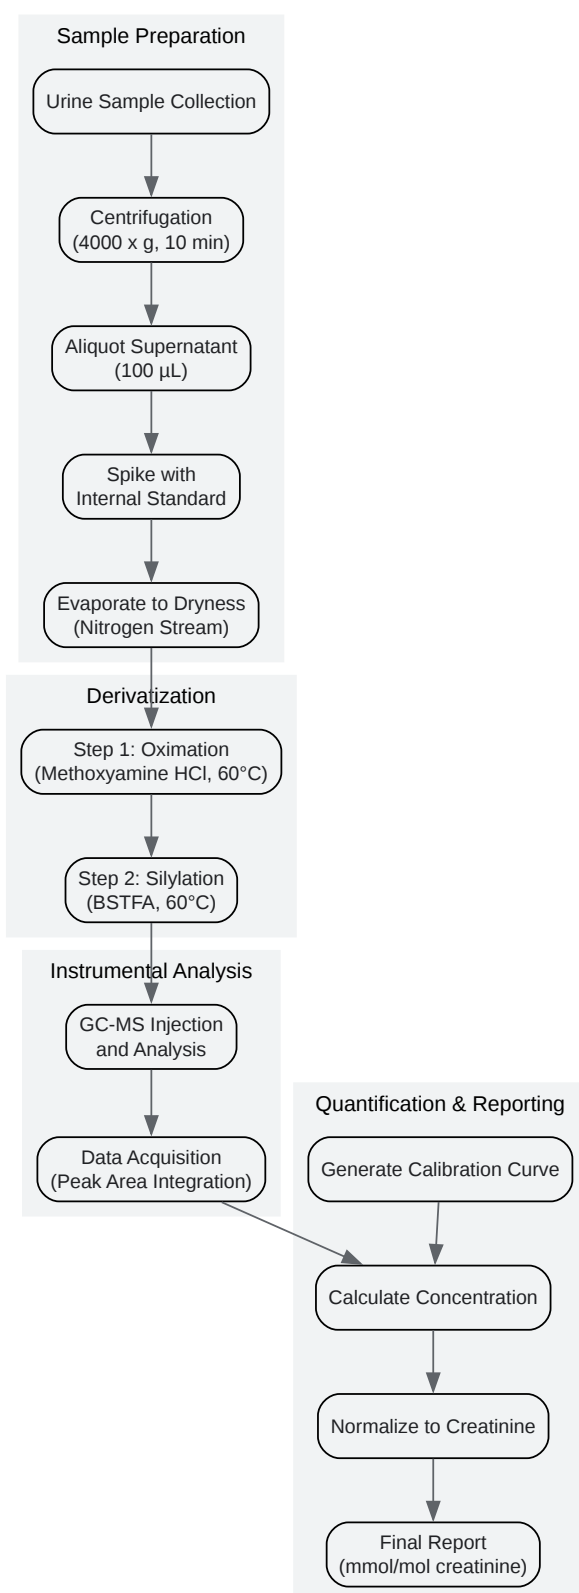 Sample Preparation
Urine Sample Collection
Centrifugation
(4000 x g, 10 min)
Aliquot Supernatant
(100 µL)
Spike with
Internal Standard
Evaporate to Dryness
(Nitrogen Stream)
Derivatization
Step 1: Oximation
(Methoxyamine HCl, 60°C)
Step 2: Silylation
(BSTFA, 60°C)
Instrumental Analysis
GC-MS Injection
and Analysis
Data Acquisition
(Peak Area Integration)
Quantification & Reporting
Generate Calibration Curve
Calculate Concentration
Normalize to Creatinine
Final Report
(mmol/mol creatinine)